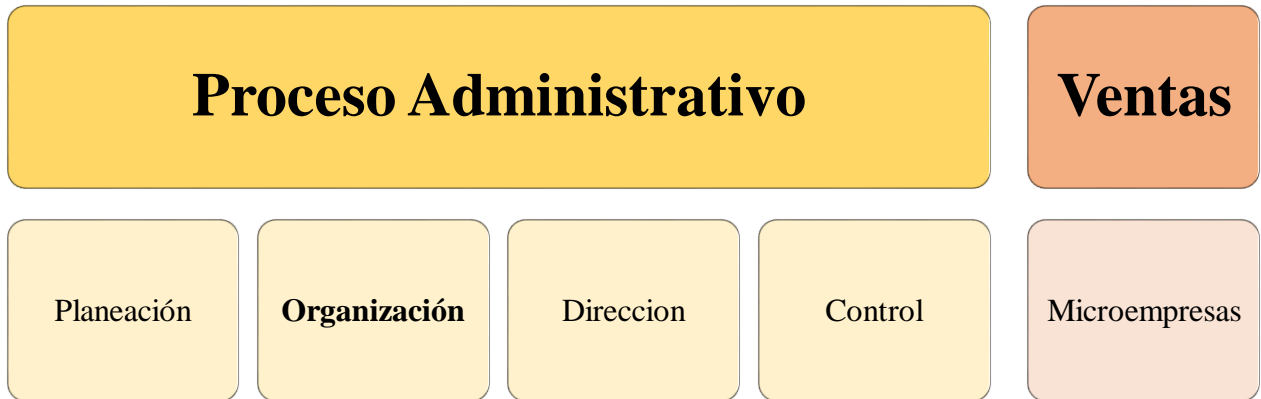 Proceso Administrativo
Ventas
Planeación
Organización
Direccion
Control
Microempresas